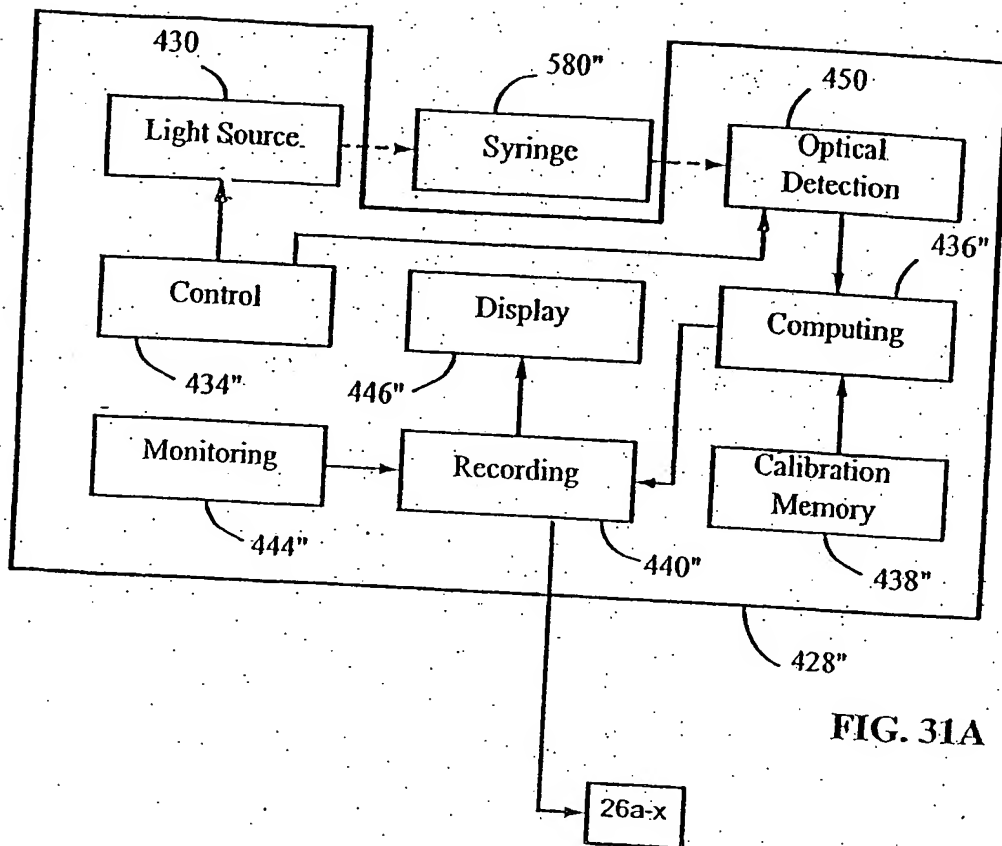 430
580"
450
Light Source
Syringe
Optical
Detection
436"
Control
Display
Computing
434"
446"
Monitoring
Recording
Calibration
Memory
444"
440"
438"
428"
FIG. 31A
26a-x